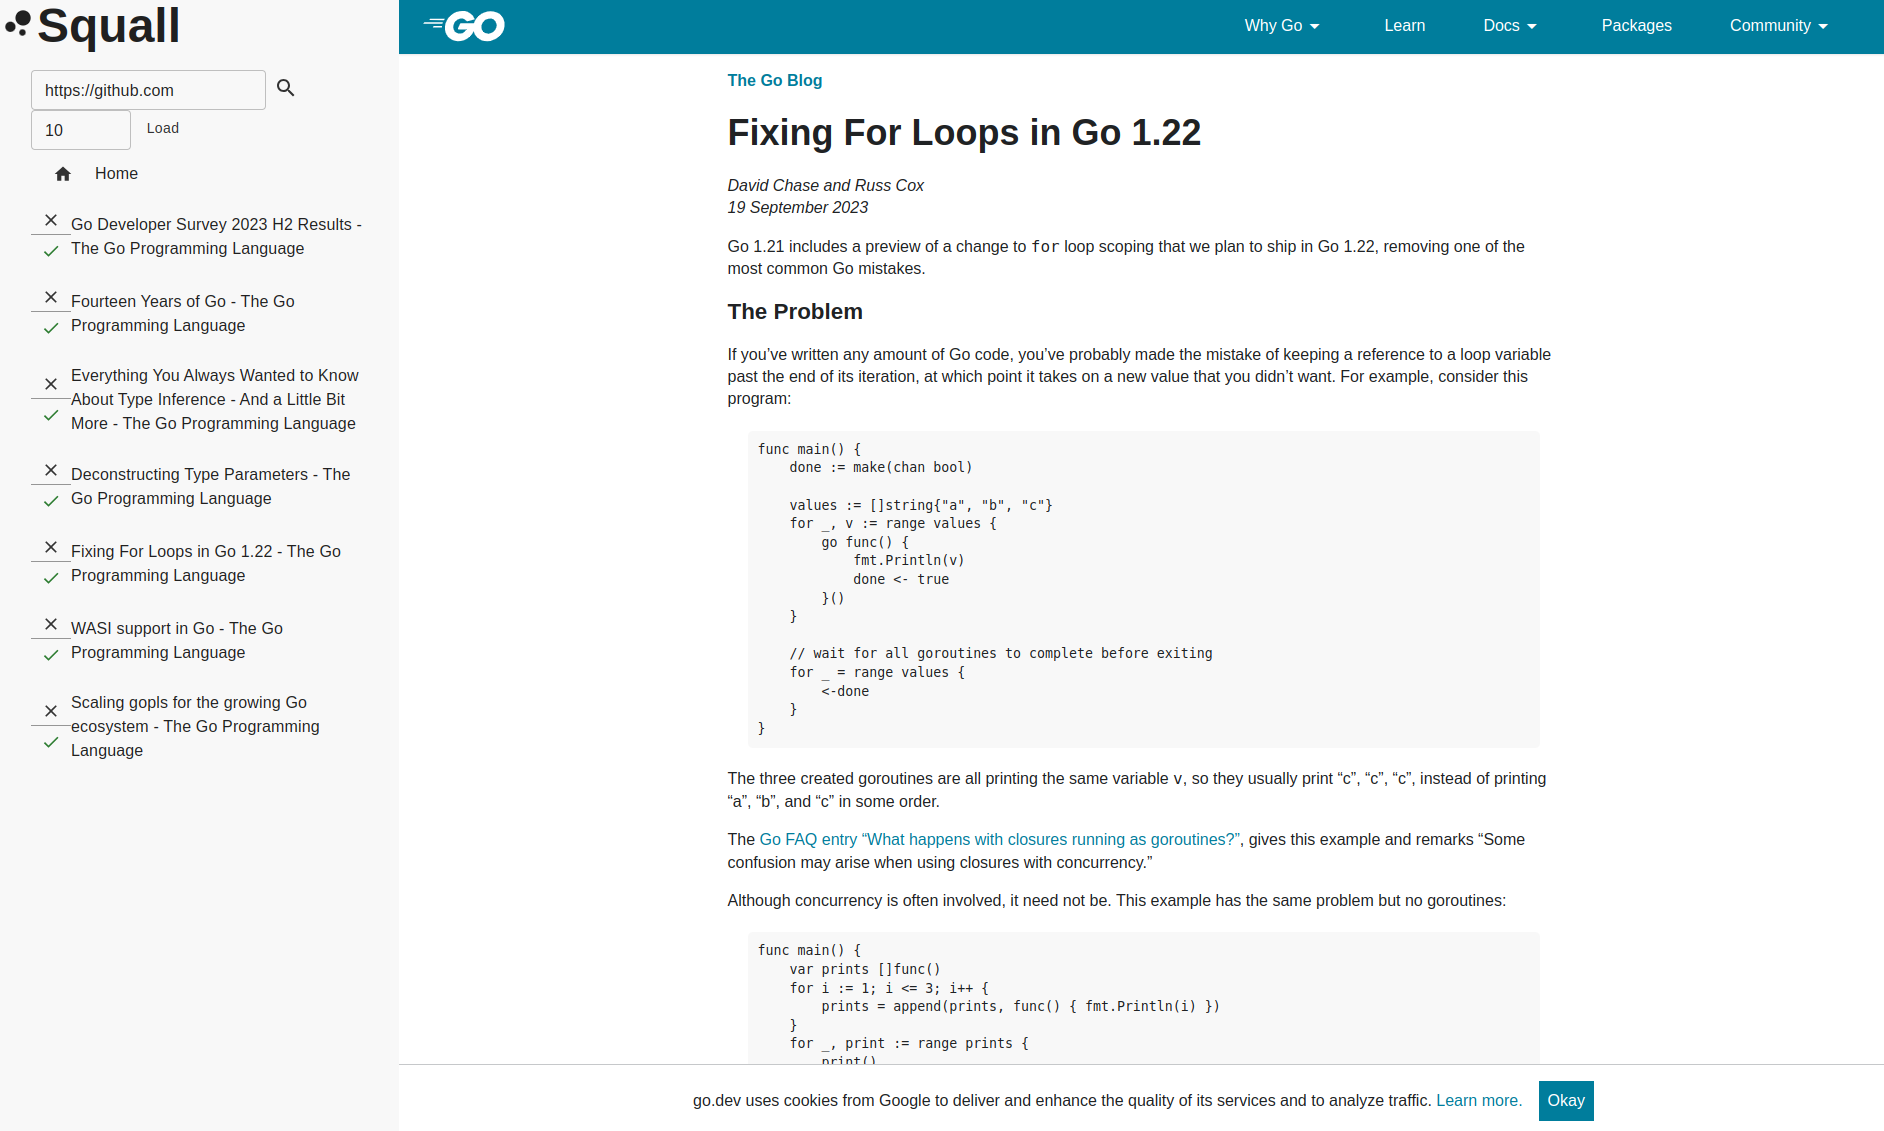 Squall
https://github.com
10
Load
Home
Go Developer Survey 2023 H2 Results -
The Go Programming Language
Fourteen Years of Go - The Go
Programming Language
Everything You Always Wanted to Know
About Type Inference - And a Little Bit
More - The Go Programming Language
Deconstructing Type Parameters - The
Go Programming Language
Fixing For Loops in Go 1.22 - The Go
Programming Language
WASI support in Go - The Go
Programming Language
Scaling gopls for the growing Go
ecosystem - The Go Programming
Language
GO
Why Go
Learn
Docs
Packages
Community
The Go Blog
Fixing For Loops in Go 1.22
David Chase and Russ Cox
19 September 2023
Go 1.21 includes a preview of a change to for loop scoping that we plan to ship in Go 1.22, removing one of the
most common Go mistakes.
The Problem
If you’ve written any amount of Go code, you’ve probably made the mistake of keeping a reference to a loop variable
past the end of its iteration, at which point it takes on a new value that you didn’t want. For example, consider this
program:
func main() {
    done := make(chan bool)
    values := []string{"a", "b", "c"}
    for _, v := range values {
        go func() {
            fmt.Println(v)
            done <- true
        }()
    }
    // wait for all goroutines to complete before exiting
    for _ = range values {
        <-done
    }
}
The three created goroutines are all printing the same variable v, so they usually print “c”, “c”, “c”, instead of printing
“a”, “b”, and “c” in some order.
The Go FAQ entry “What happens with closures running as goroutines?”, gives this example and remarks “Some
confusion may arise when using closures with concurrency.”
Although concurrency is often involved, it need not be. This example has the same problem but no goroutines:
func main() {
    var prints []func()
    for i := 1; i <= 3; i++ {
        prints = append(prints, func() { fmt.Println(i) })
    }
    for _, print := range prints {
        print()
go.dev uses cookies from Google to deliver and enhance the quality of its services and to analyze traffic. Learn more.
Okay